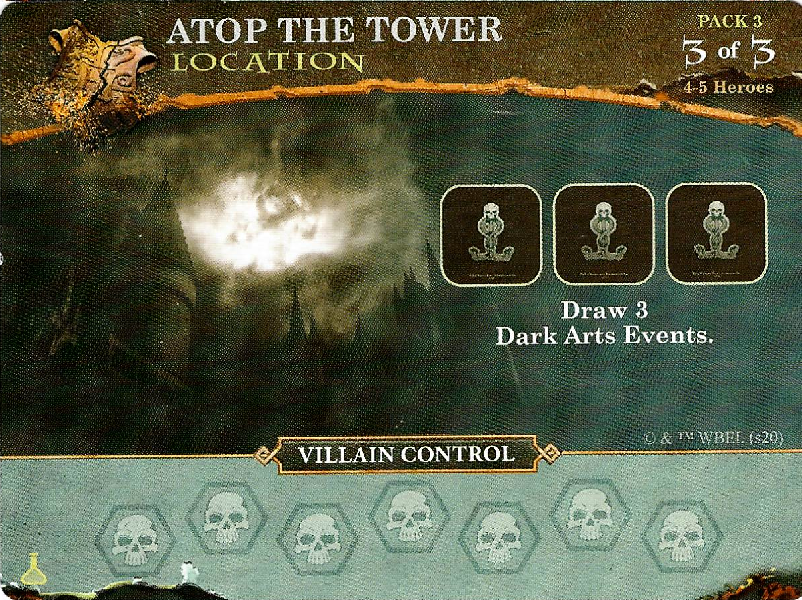 ATOP THE TOWER
LOCATION
PACK 3
3 of 3
4-5 Heroes
Draw 3
Dark Arts Events.
© & ™ WBEI. (s20)
VILLAIN CONTROL